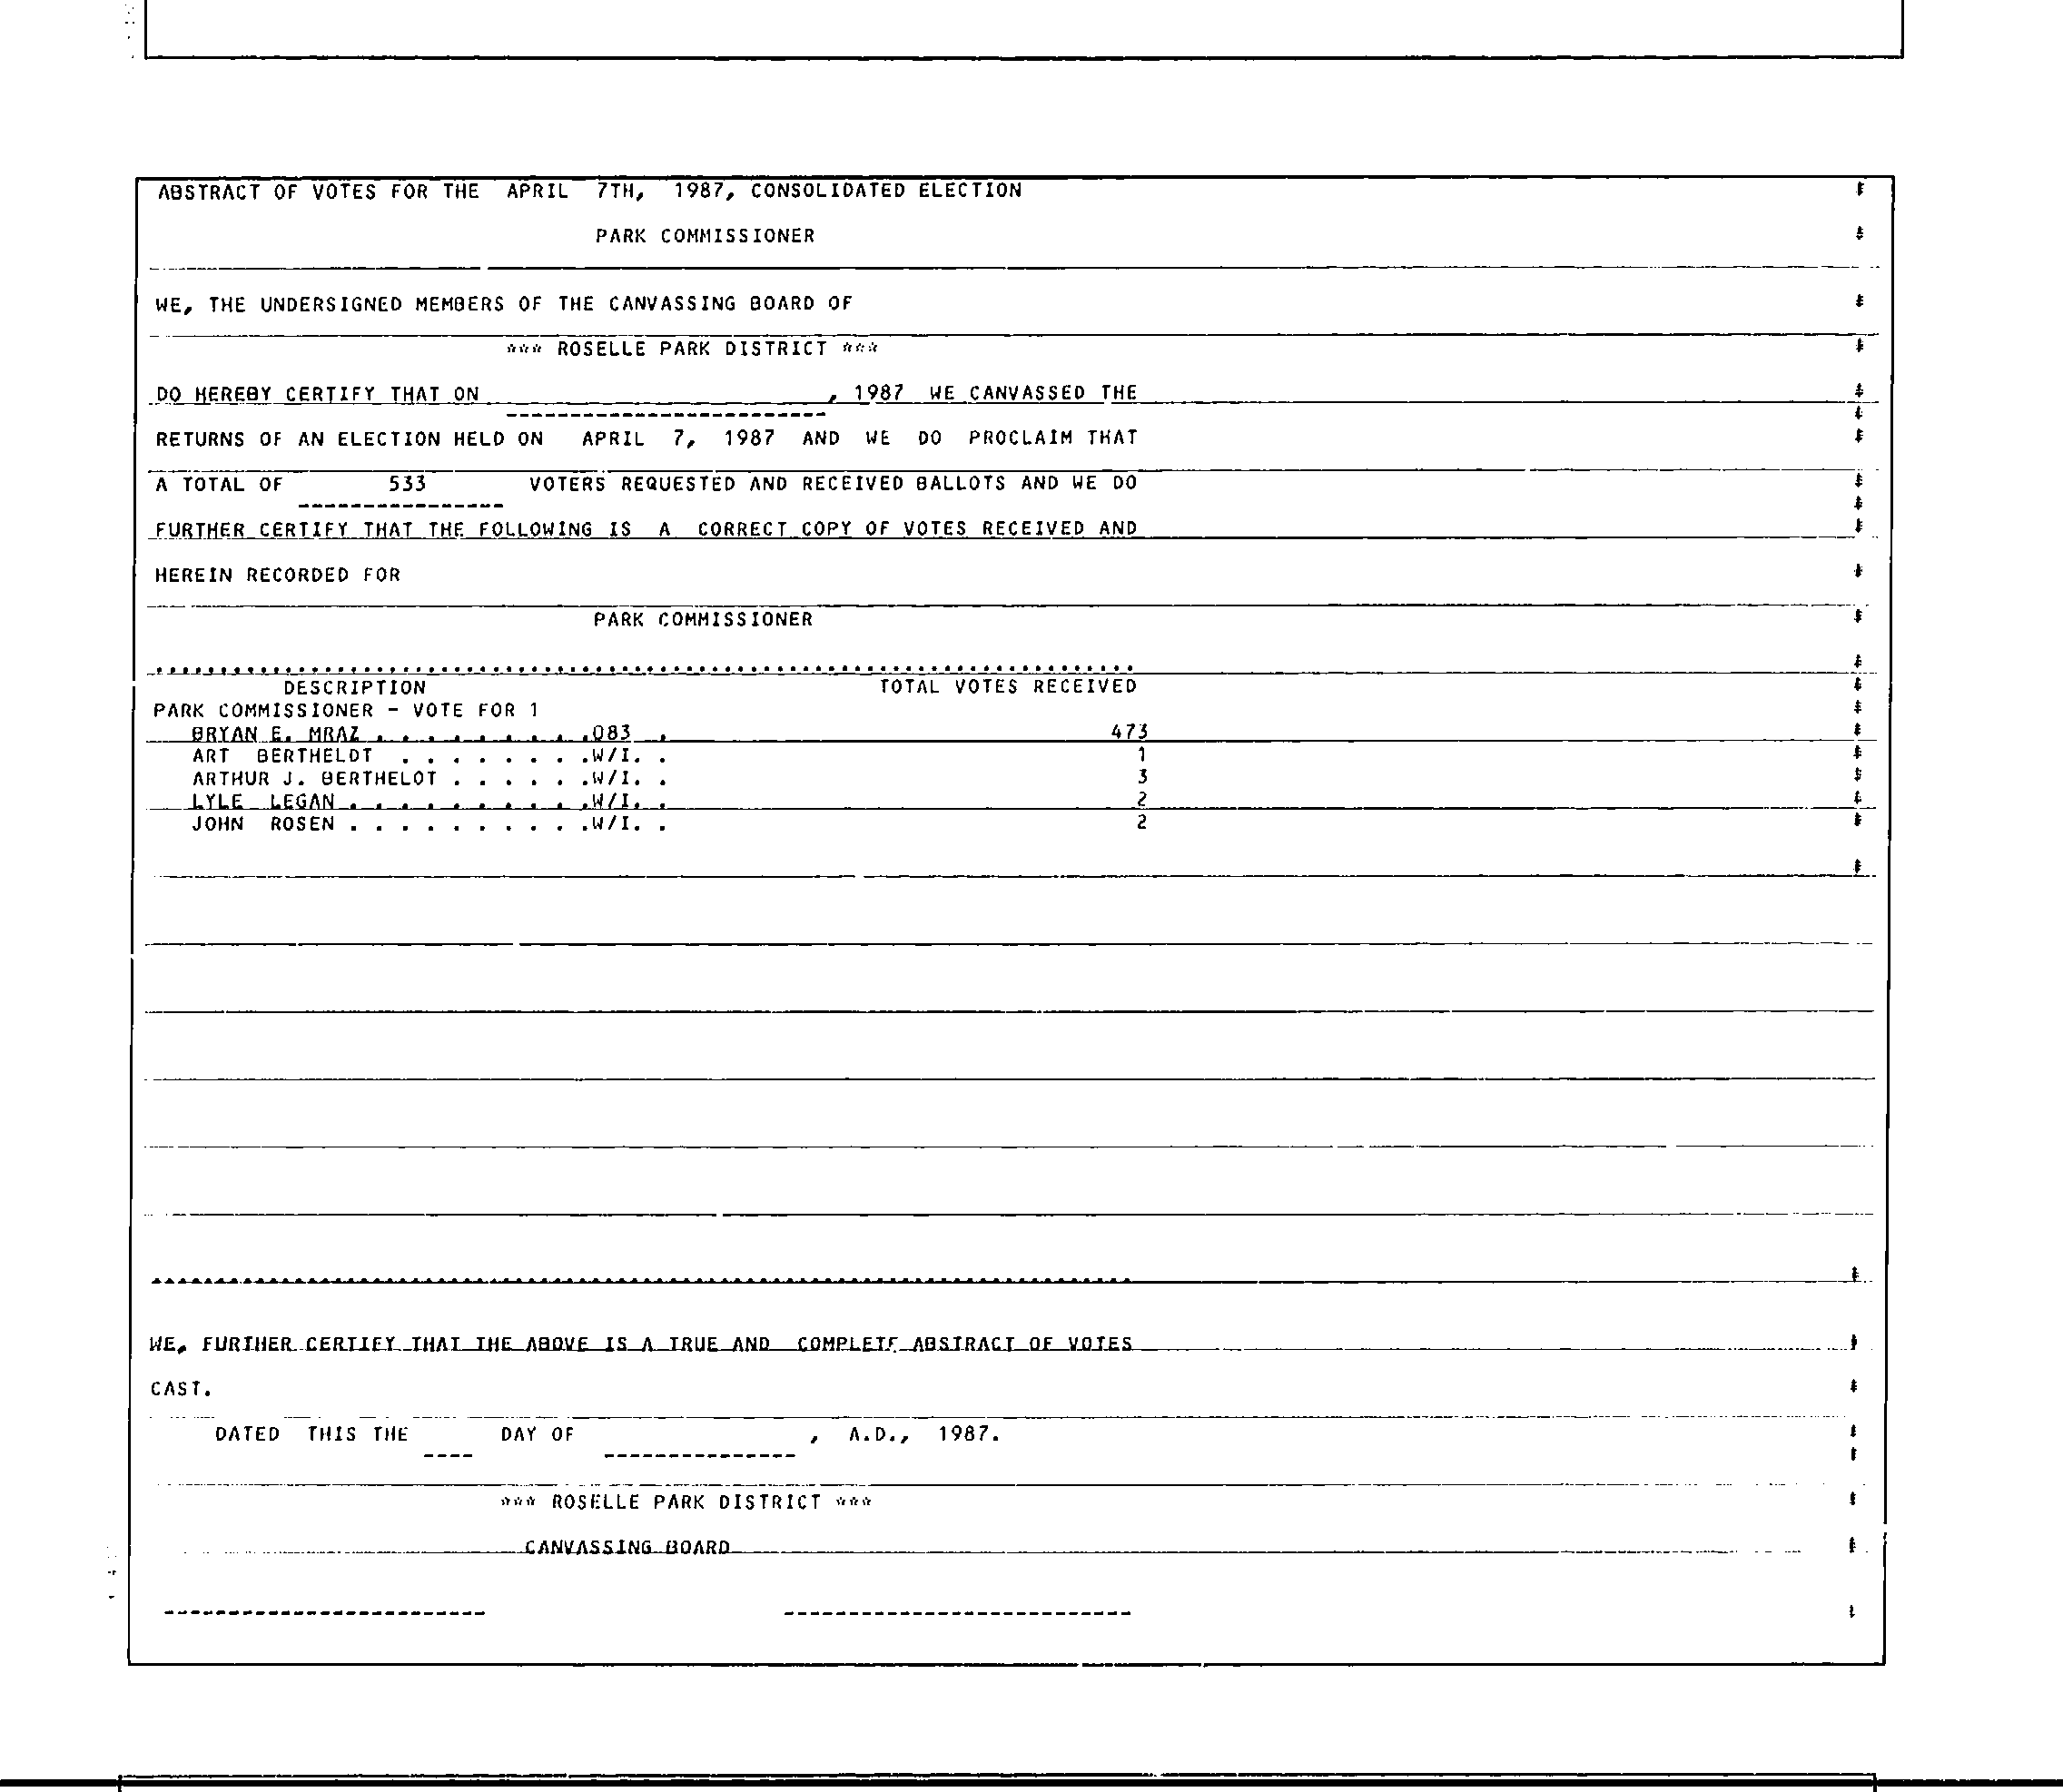 ABSTRACT OF VOTES FOR THE APRIL 7TH, 1987, CONSOLIDATED ELECTION
PARK COMMISSIONER
WE, THE UNDERSIGNED MEMBERS OF THE CANVASSING BOARD OF
*** ROSELLE PARK DISTRICT ***
DO HEREBY CERTIFY THAT ON , 1987 WE CANVASSED THE
RETURNS OF AN ELECTION HELD ON APRIL 7, 1987 AND WE DO PROCLAIM THAT
A TOTAL OF 533 VOTERS REQUESTED AND RECEIVED BALLOTS AND WE DO
FURTHER CERTIFY THAT THE FOLLOWING IS A CORRECT COPY OF VOTES RECEIVED AND
HEREIN RECORDED FOR
PARK COMMISSIONER
DESCRIPTION TOTAL VOTES RECEIVED
PARK COMMISSIONER - VOTE FOR 1
BRYAN E. MRAZ . . . . . . . . .083 . 473
ART BERTHELOT . . . . . . . .W/I. . 1
ARTHUR J. BERTHELOT . . . . . .W/I. . 3
LYLE LEGAN . . . . . . . . . .W/I. . 2
JOHN ROSEN . . . . . . . . . .W/I. . 2
WE, FURTHER CERTIFY THAT THE ABOVE IS A TRUE AND COMPLETE ABSTRACT OF VOTES
CAST.
DATED THIS THE ---- DAY OF --------------- , A.D., 1987.
*** ROSELLE PARK DISTRICT ***
CANVASSING BOARD